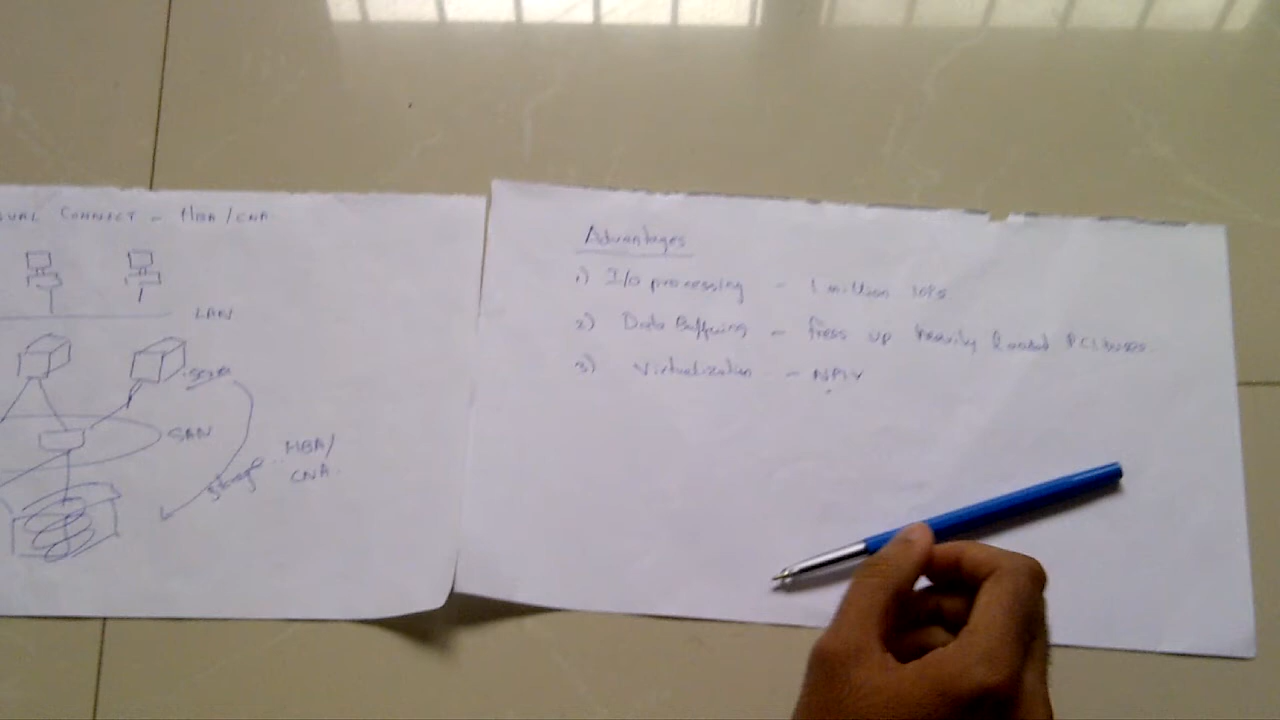 CONNECT - HBA/CNA
LAN
SAN
HBA/
CNA
Advantages
1) I/O processing - 1 million IOPS
2) Data Buffering - Frees up heavily loaded PCI buses
3) Virtualization - NPIV